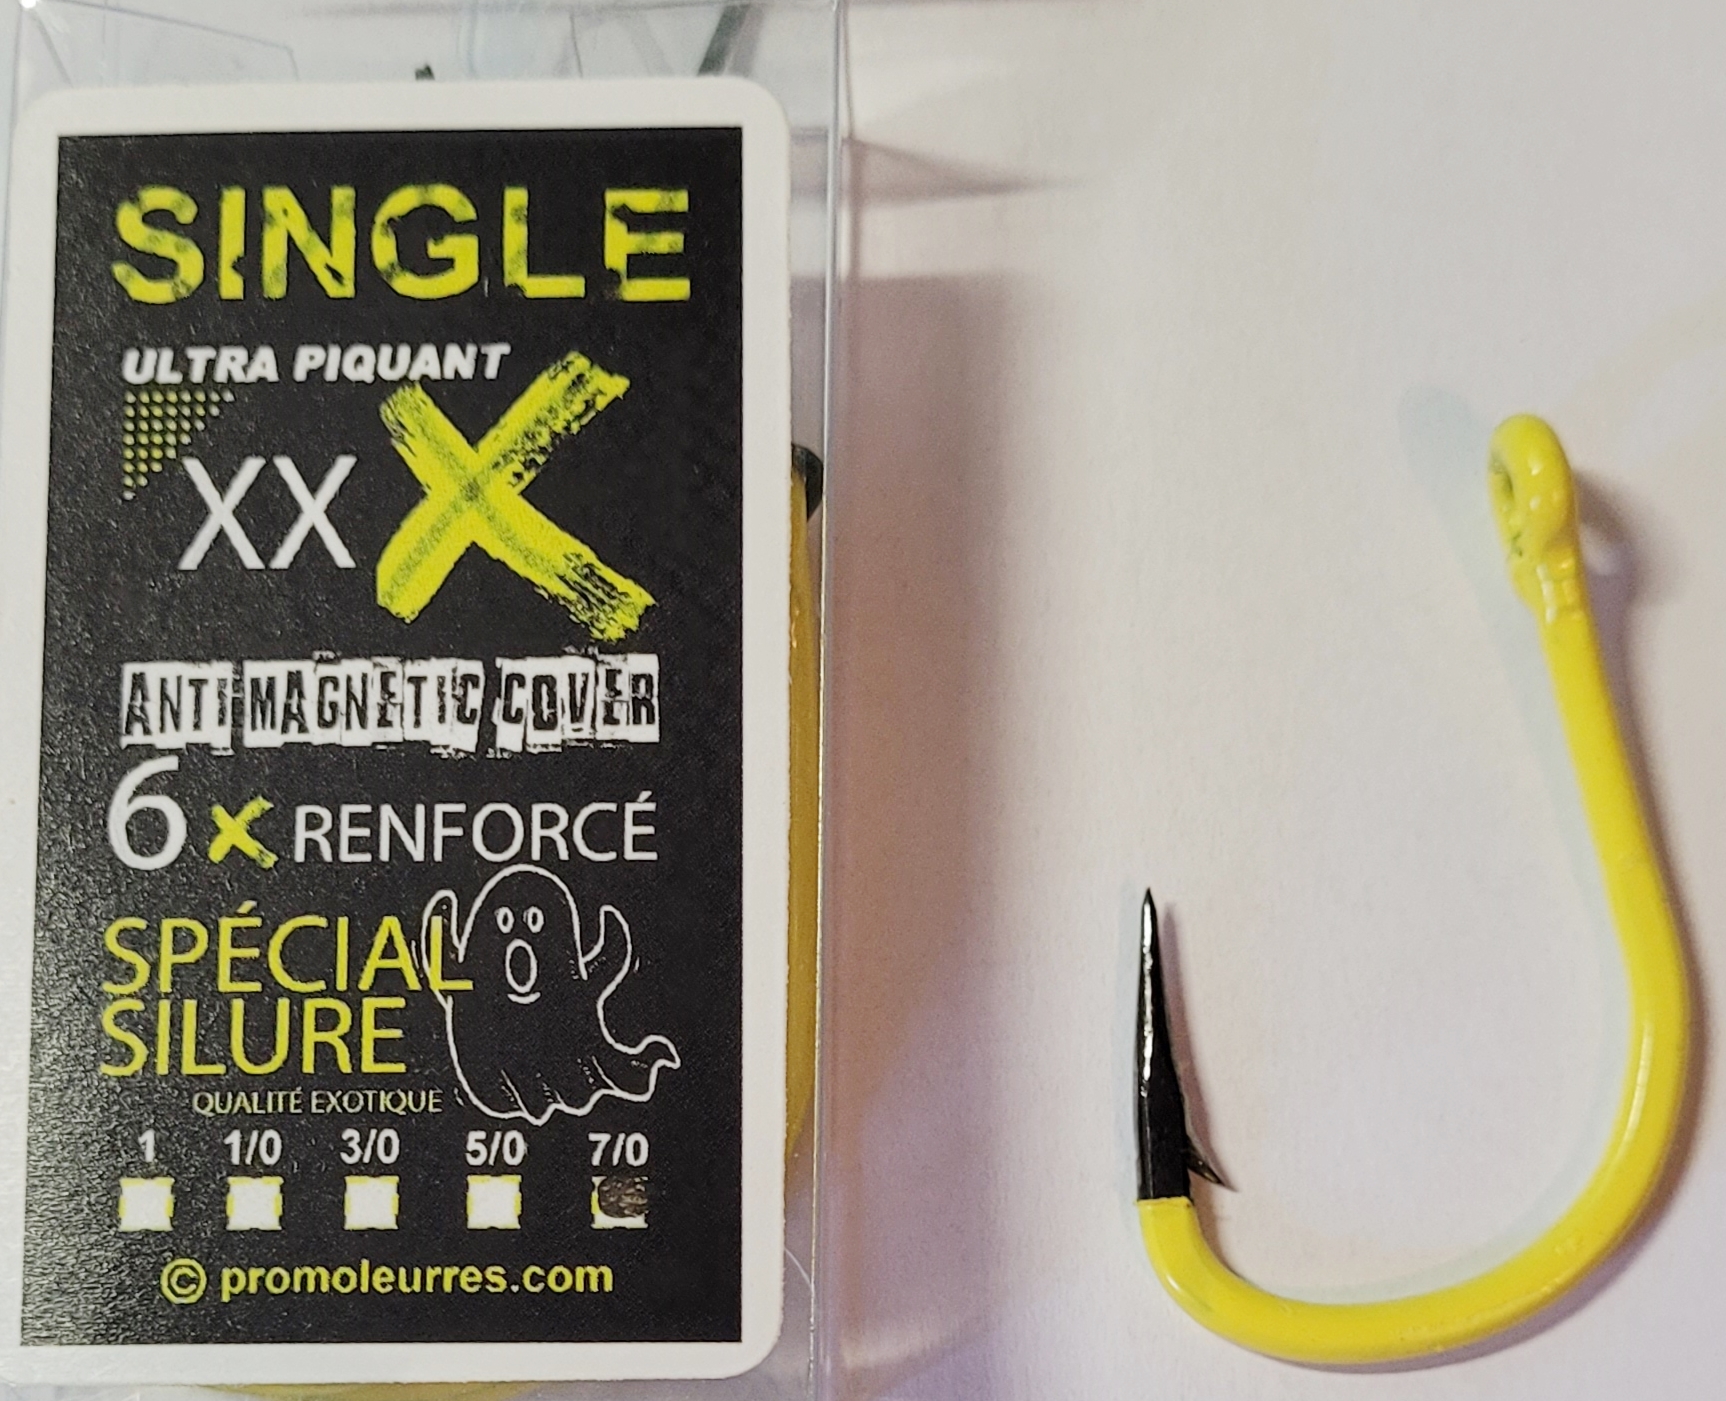 SINGLE
ULTRA PIQUANT
XXX
ANTI MAGNETIC COVER
6 X RENFORCÉ
SPÉCIAL
SILURE
QUALITÉ EXOTIQUE
1 1/0 3/0 5/0 7/0
© promoleurres.com